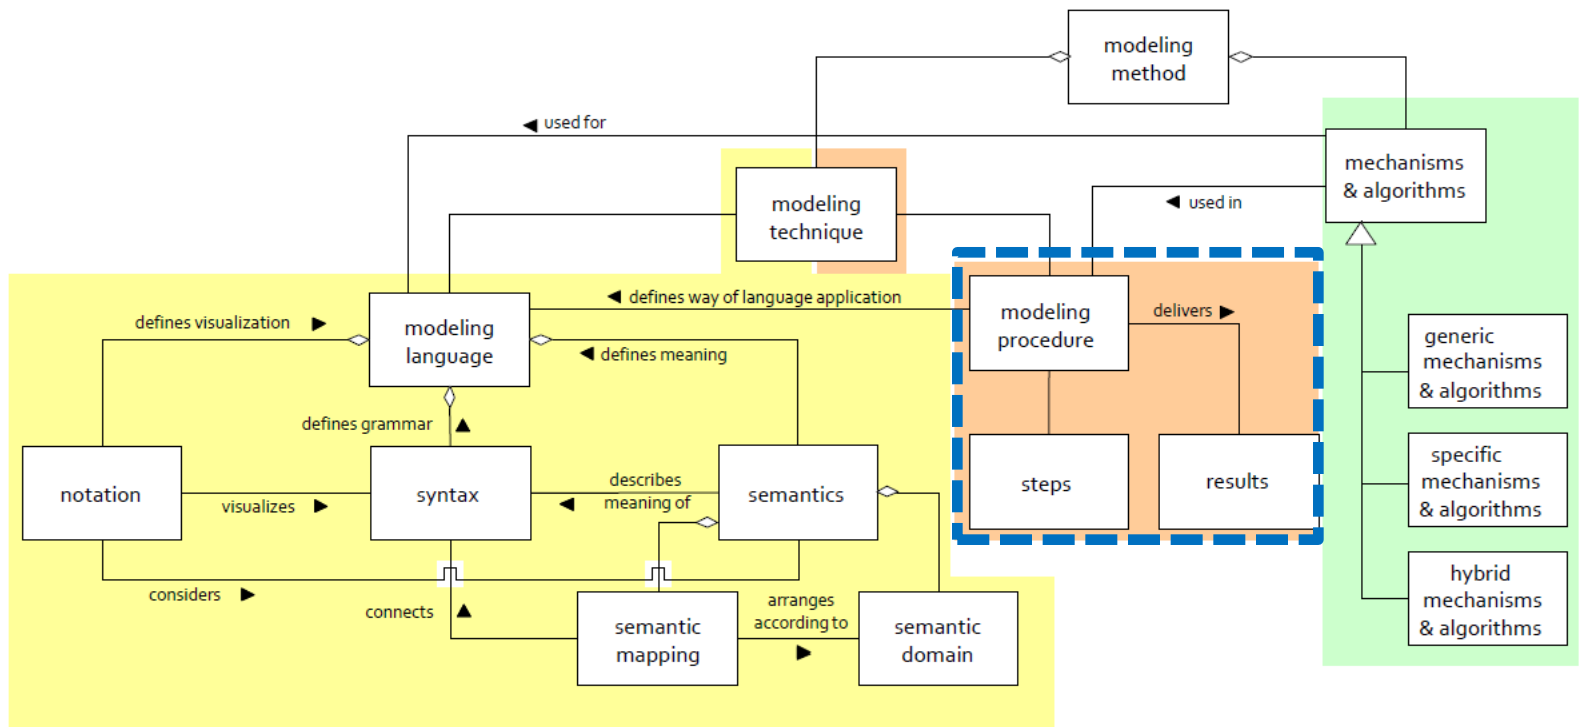 modeling
method
used for
mechanisms
& algorithms
modeling
technique
used in
defines way of language application
modeling
procedure
delivers
defines visualization
modeling
language
defines meaning
generic
mechanisms
& algorithms
defines grammar
notation
visualizes
syntax
describes
meaning of
semantics
steps
results
specific
mechanisms
& algorithms
considers
connects
semantic
mapping
arranges
according to
semantic
domain
hybrid
mechanisms
& algorithms